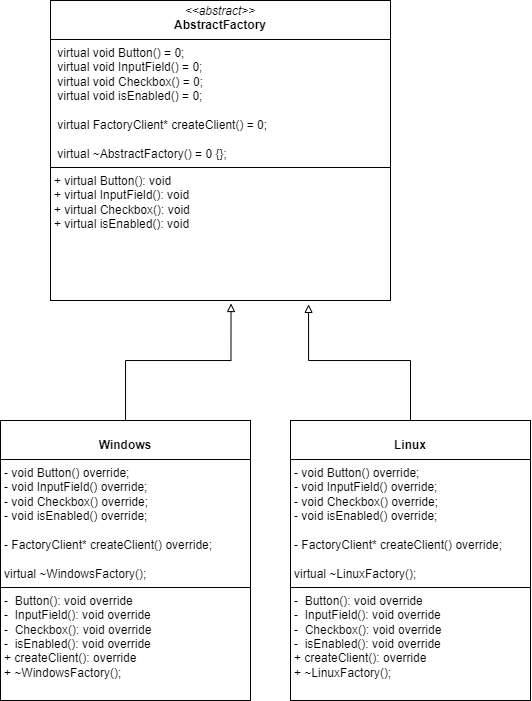 <<abstract>>
AbstractFactory
virtual void Button() = 0;
virtual void InputField() = 0;
virtual void Checkbox() = 0;
virtual void isEnabled() = 0;
virtual FactoryClient* createClient() = 0;
virtual ~AbstractFactory() = 0 {};
+ virtual Button(): void
+ virtual InputField(): void
+ virtual Checkbox(): void
+ virtual isEnabled(): void
Windows
- void Button() override;
- void InputField() override;
- void Checkbox() override;
- void isEnabled() override;
- FactoryClient* createClient() override;
virtual ~WindowsFactory();
- Button(): void override
- InputField(): void override
- Checkbox(): void override
- isEnabled(): void override
+ createClient(): override
+ ~WindowsFactory();
Linux
- void Button() override;
- void InputField() override;
- void Checkbox() override;
- void isEnabled() override;
- FactoryClient* createClient() override;
virtual ~LinuxFactory();
- Button(): void override
- InputField(): void override
- Checkbox(): void override
- isEnabled(): void override
+ createClient(): override
+ ~LinuxFactory();